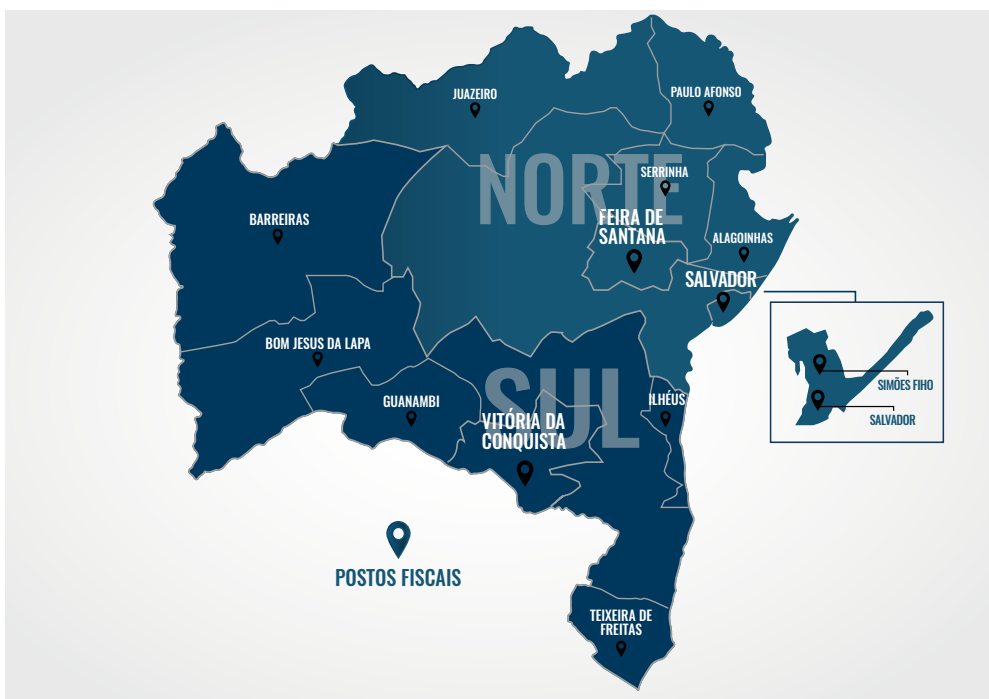 JUAZEIRO
PAULO AFONSO
NORTE
SERRINHA
BARREIRAS
FEIRA DE
SANTANA
ALAGOINHAS
SALVADOR
BOM JESUS DA LAPA
SIMÕES FIHO
SALVADOR
SUL
GUANAMBI
ILHÉUS
VITÓRIA DA
CONQUISTA
POSTOS FISCAIS
TEIXEIRA DE
FREITAS